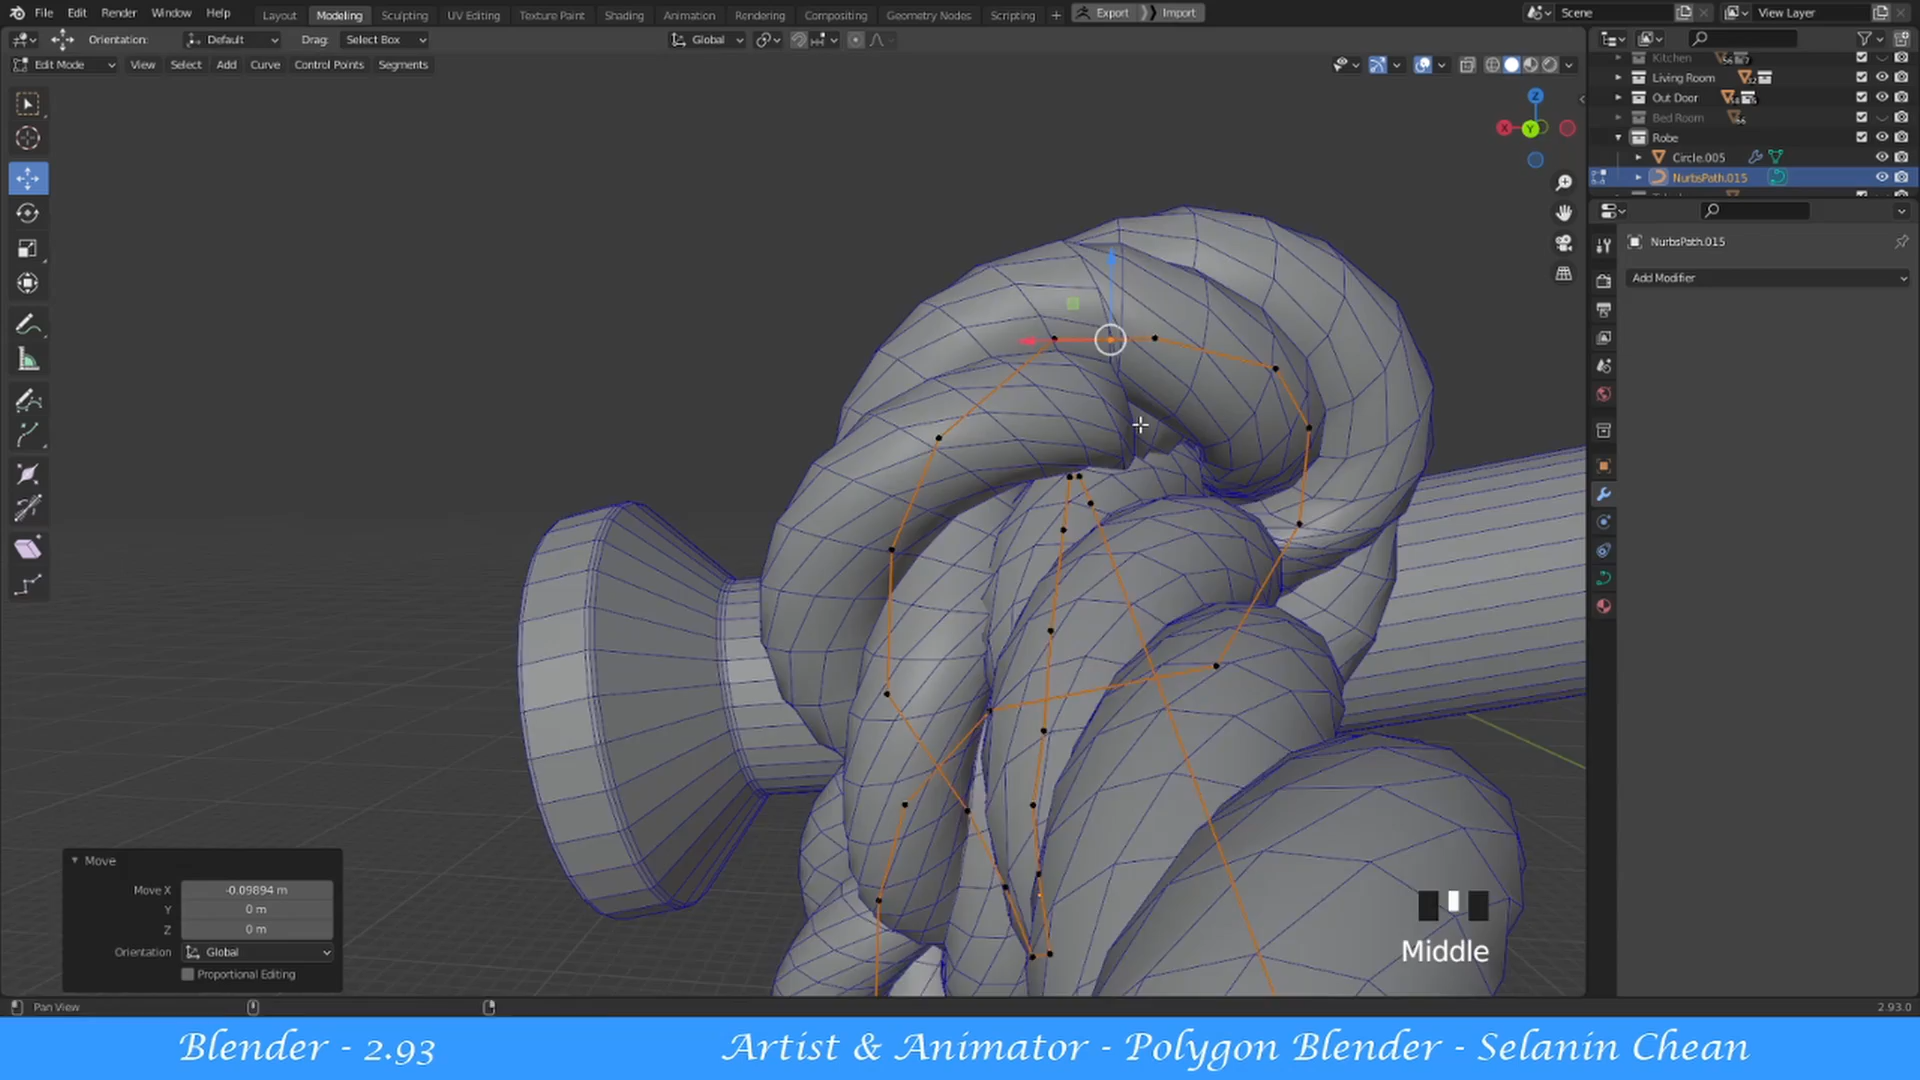 File Edit Render Window Help Layout Modeling Sculpting UV Editing Texture Paint Shading Animation Rendering Compositing Geometry Nodes Scripting + Export Import Scene View Layer
Orientation: Default Drag: Select Box Global
Edit Mode View Select Add Curve Control Points Segments
Kitchen
Living Room
Out Door
Bed Room
Robe
Circle.005
NurbsPath.015
Z
X Y
NurbsPath.015
Add Modifier
Move
Move X -0.09894 m
Y 0 m
Z 0 m
Orientation Global
Proportional Editing
Middle
Pan View 2.93.0
Blender - 2.93 Artist & Animator - Polygon Blender - Selanin Chean